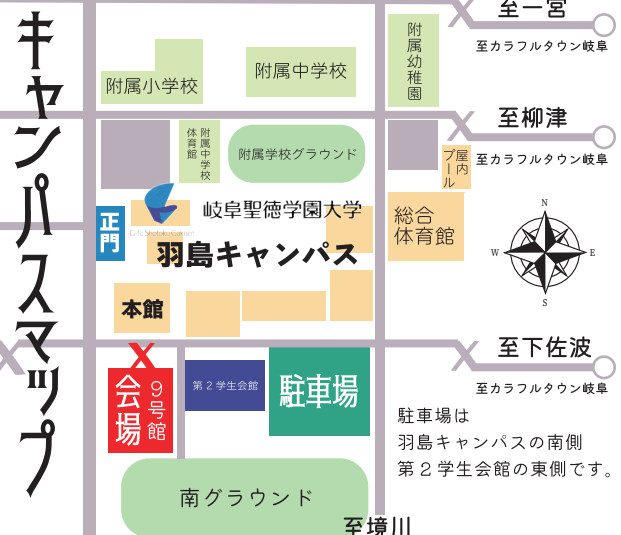 キャンパスマップ
至一宮
至カラフルタウン岐阜
附属小学校
附属中学校
附属幼稚園
至柳津
至カラフルタウン岐阜
附属中学校
体育館
附属学校グラウンド
屋内
プール
正門
岐阜聖徳学園大学
Gifu Shotoku Gakuen
羽島キャンパス
総合
体育館
N
W
E
S
本館
至下佐波
至カラフルタウン岐阜
9号館
会場
第2学生会館
駐車場
駐車場は
羽島キャンパスの南側
第2学生会館の東側です。
南グラウンド
至境川